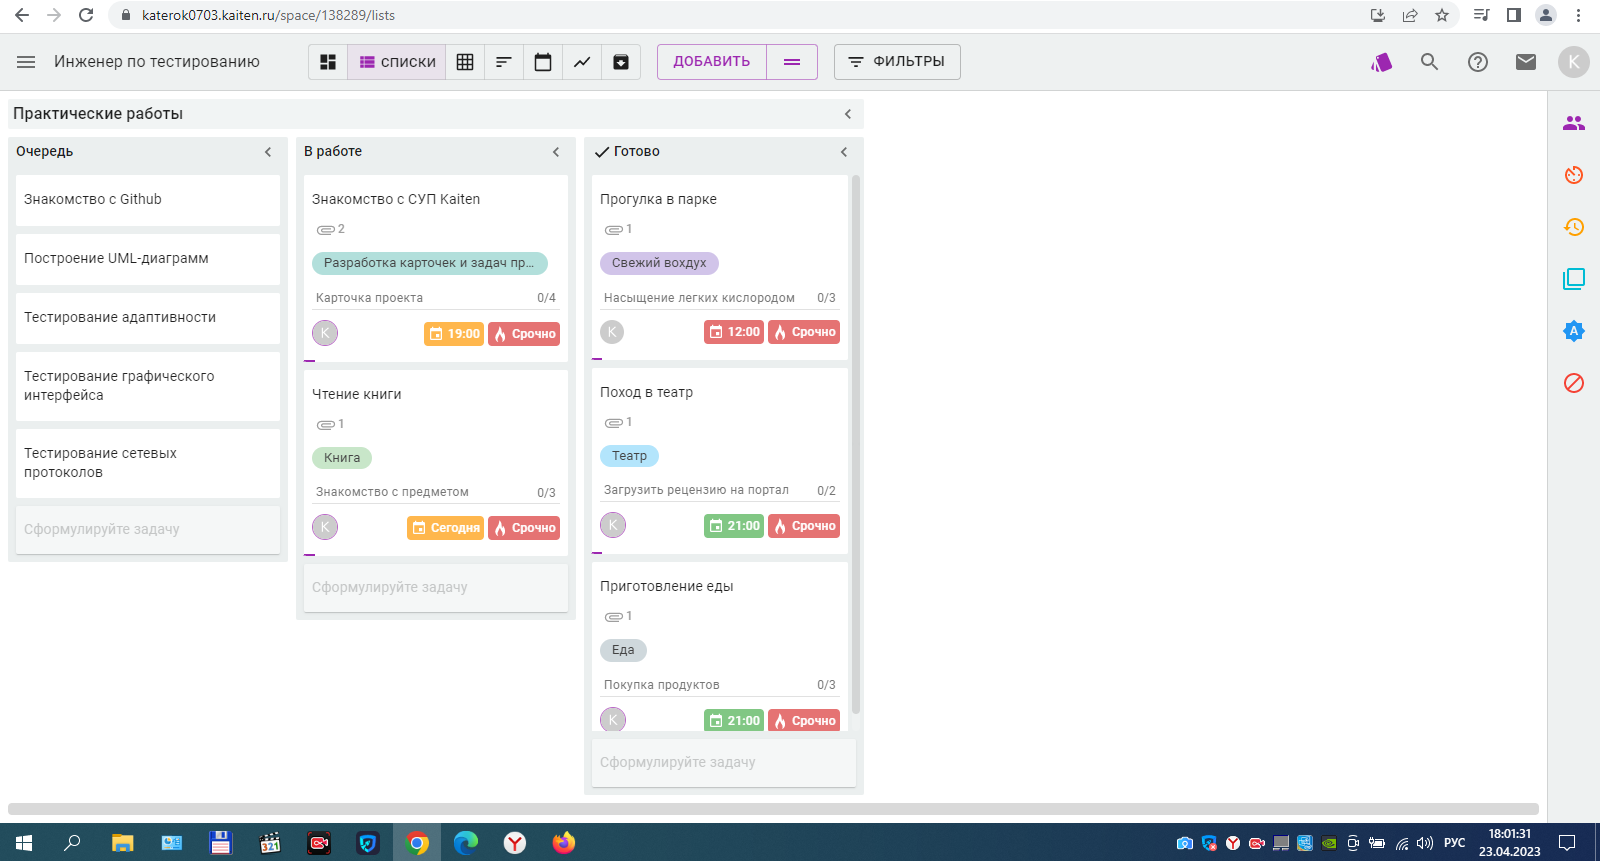 katerok0703.kaiten.ru/space/138289/lists
Инженер по тестированию
СПИСКИ
ДОБАВИТЬ
ФИЛЬТРЫ
K
Практические работы
Очередь
Знакомство с Github
Построение UML-диаграмм
Тестирование адаптивности
Тестирование графического
интерфейса
Тестирование сетевых
протоколов
Сформулируйте задачу
В работе
Знакомство с СУП Kaiten
2
Разработка карточек и задач пр...
Карточка проекта 0/4
K 19:00 Срочно
Чтение книги
1
Книга
Знакомство с предметом 0/3
K Сегодня Срочно
Сформулируйте задачу
Готово
Прогулка в парке
1
Свежий вохдух
Насыщение легких кислородом 0/3
K 12:00 Срочно
Поход в театр
1
Театр
Загрузить рецензию на портал 0/2
K 21:00 Срочно
Приготовление еды
1
Еда
Покупка продуктов 0/3
K 21:00 Срочно
Сформулируйте задачу
A
321
РУС
18:01:31
23.04.2023